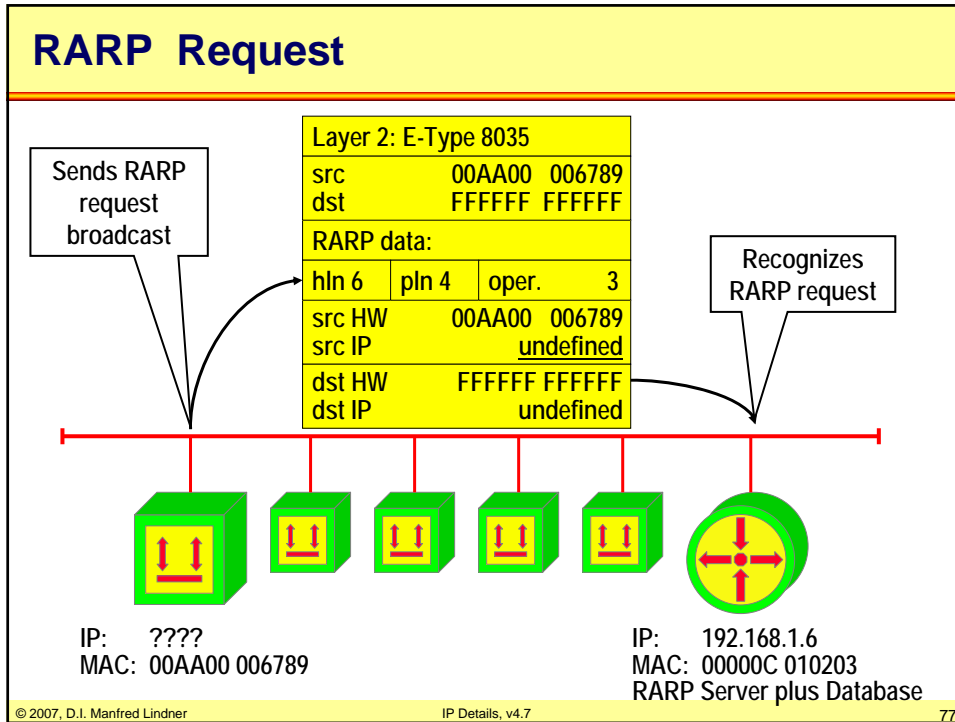 RARP Request
Sends RARP
request
broadcast
Layer 2: E-Type 8035
src 00AA00 006789
dst FFFFFF FFFFFF
RARP data:
hln 6 pln 4 oper. 3
src HW 00AA00 006789
src IP undefined
dst HW FFFFFF FFFFFF
dst IP undefined
Recognizes
RARP request
IP: ????
MAC: 00AA00 006789
IP: 192.168.1.6
MAC: 00000C 010203
RARP Server plus Database
© 2007, D.I. Manfred Lindner IP Details, v4.7 77